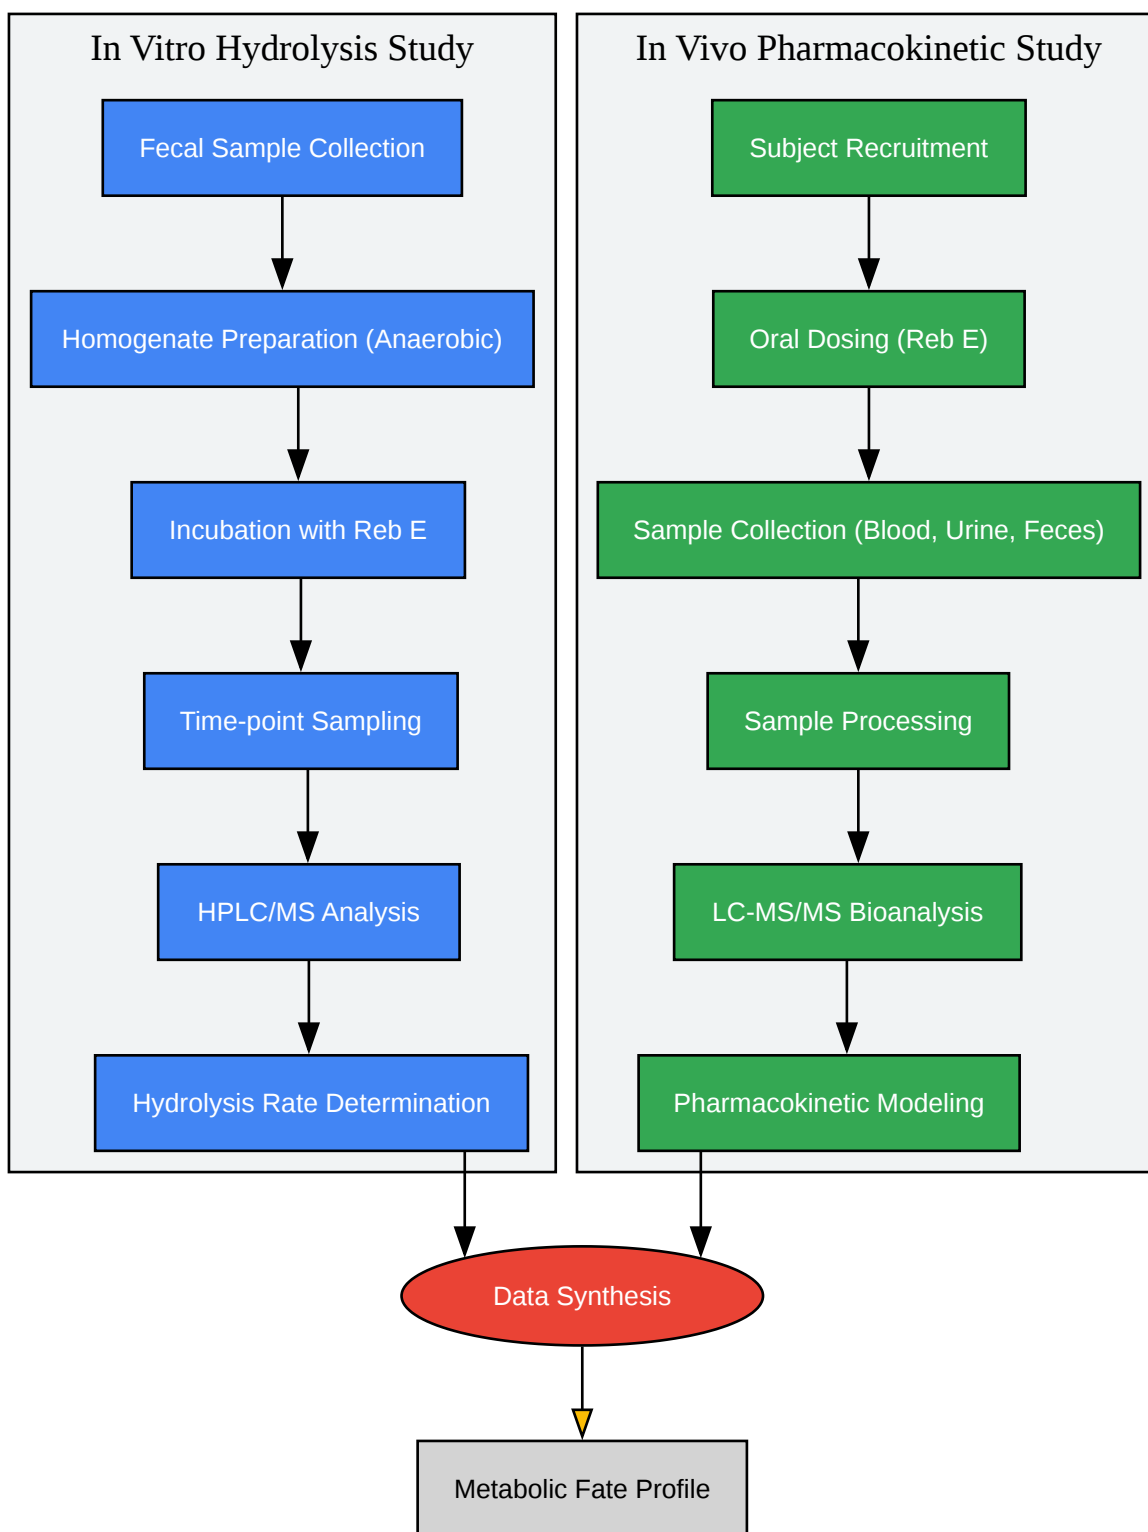 In Vitro Hydrolysis Study
Fecal Sample Collection
Homogenate Preparation (Anaerobic)
Incubation with Reb E
Time-point Sampling
HPLC/MS Analysis
Hydrolysis Rate Determination
In Vivo Pharmacokinetic Study
Subject Recruitment
Oral Dosing (Reb E)
Sample Collection (Blood, Urine, Feces)
Sample Processing
LC-MS/MS Bioanalysis
Pharmacokinetic Modeling
Data Synthesis
Metabolic Fate Profile